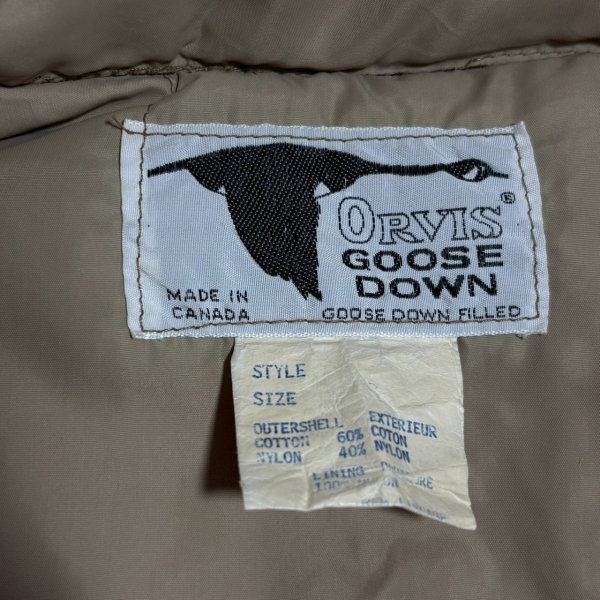 ORVIS®
GOOSE
DOWN
MADE IN
CANADA
GOOSE DOWN FILLED
STYLE
SIZE
OUTERSHELL EXTERIEUR
COTTON 60% COTON
NYLON 40% NYLON
LINING
100%